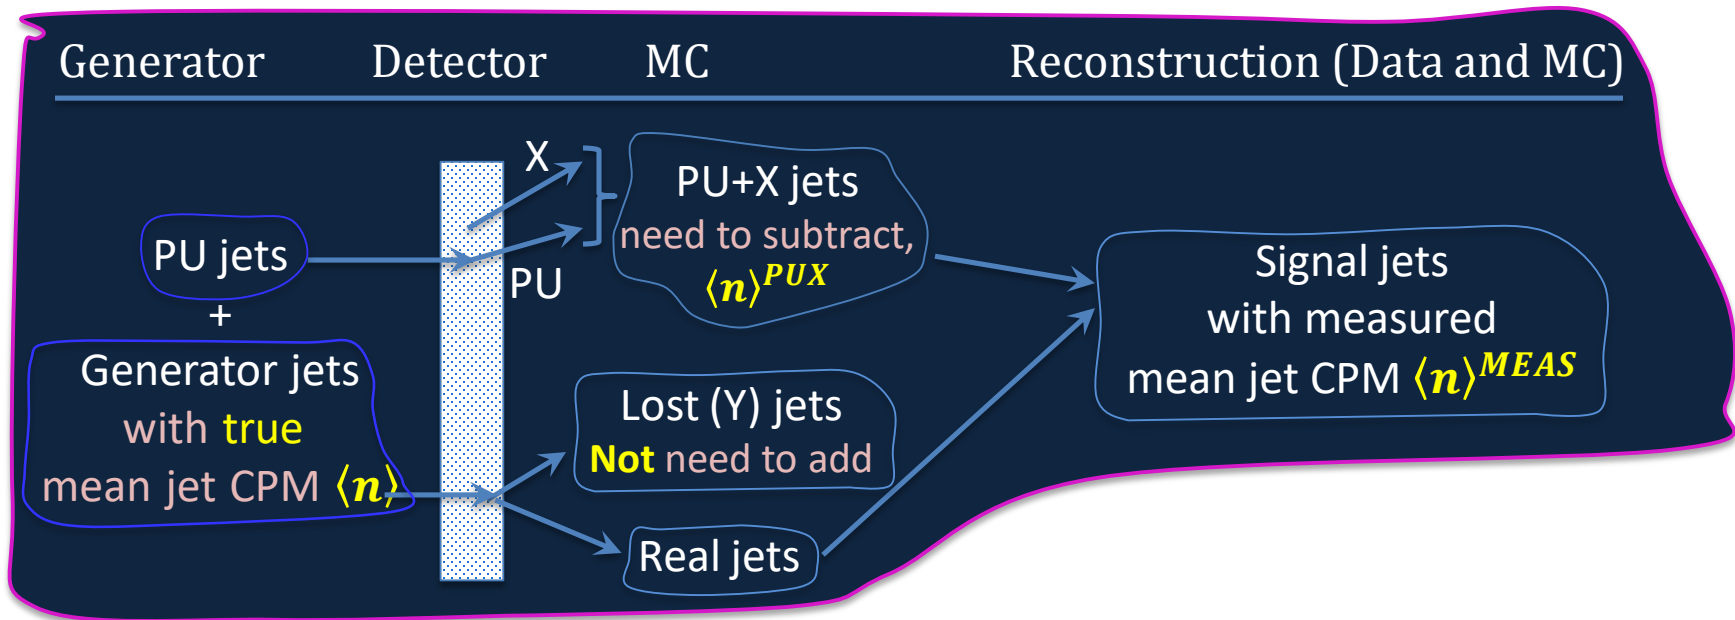 Generator Detector MC Reconstruction (Data and MC)
X
PU+X jets
need to subtract,
⟨n⟩^PUX
PU jets
PU
+
Generator jets
with true
mean jet CPM ⟨n⟩
Lost (Y) jets
Not need to add
Real jets
Signal jets
with measured
mean jet CPM ⟨n⟩^MEAS